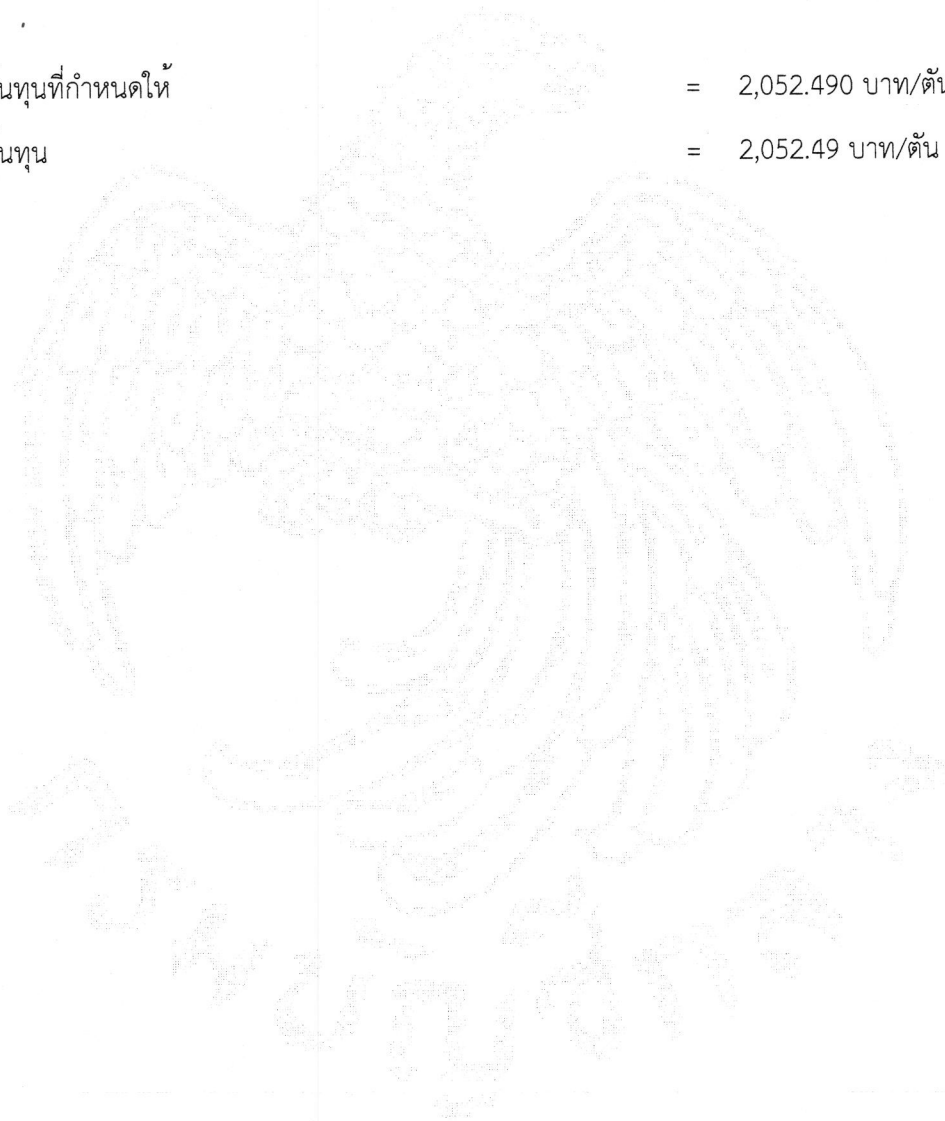 นทุนที่กำหนดให้ = 2,052.490 บาท/ตัน
นทุน = 2,052.49 บาท/ตัน